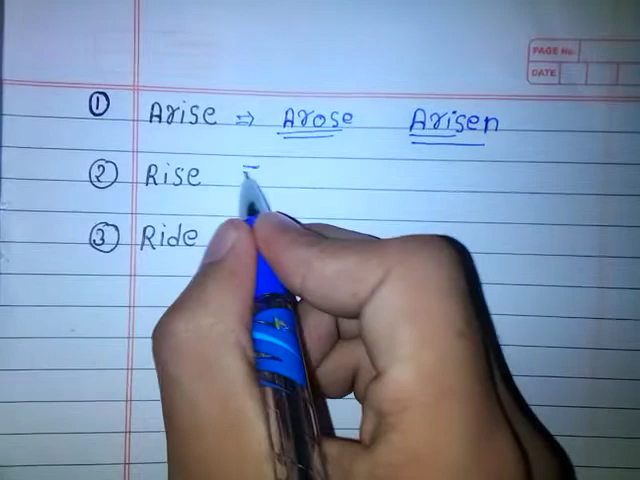 PAGE No.
DATE
① Arise ⇒ Arose Arisen
② Rise
③ Ride